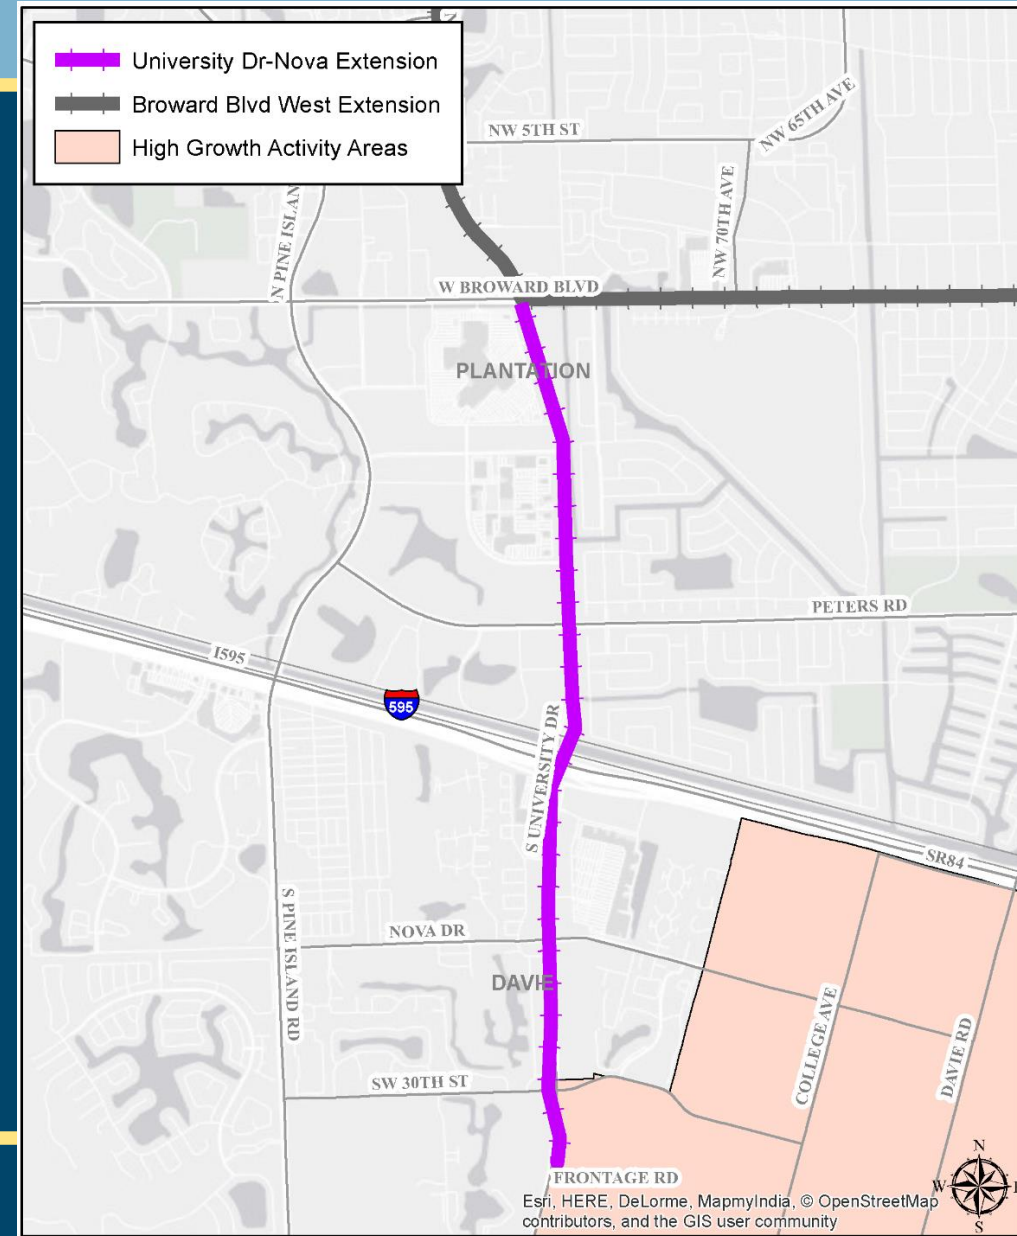 University Dr-Nova Extension
Broward Blvd West Extension
High Growth Activity Areas
NW 5TH ST
NW 65TH AVE
N PINE ISLAN
NW 70TH AVE
W BROWARD BLVD
PLANTATION
PETERS RD
I595
595
S UNIVERSITY DR
SR84
S PINE ISLAND RD
NOVA DR
DAVIE
COLLEGE AVE
DAVIE RD
SW 30TH ST
FRONTAGE RD
N
W
S
Esri, HERE, DeLorme, MapmyIndia, © OpenStreetMap
contributors, and the GIS user community